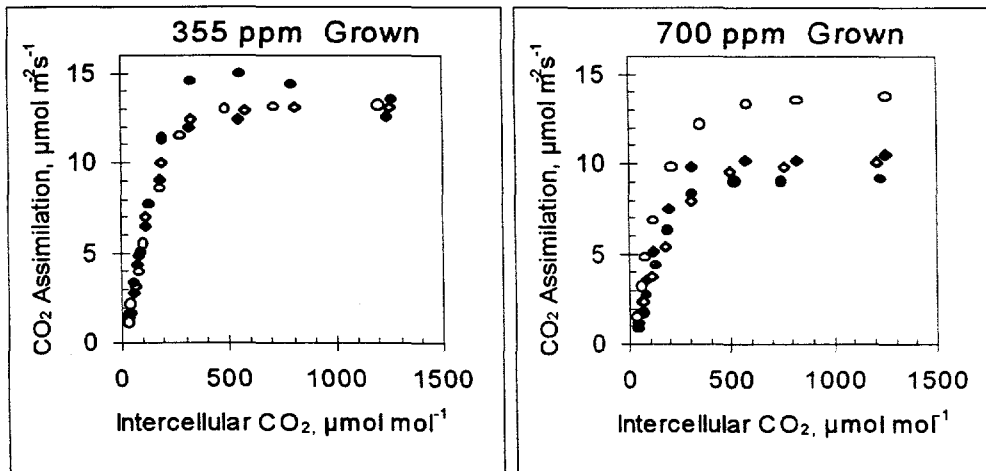 355 ppm Grown
CO₂ Assimilation, µmol m⁻²s⁻¹
15
10
5
0
0 500 1000 1500
Intercellular CO₂, µmol mol⁻¹
700 ppm Grown
CO₂ Assimilation, µmol m⁻²s⁻¹
15
10
5
0
0 500 1000 1500
Intercellular CO₂, µmol mol⁻¹